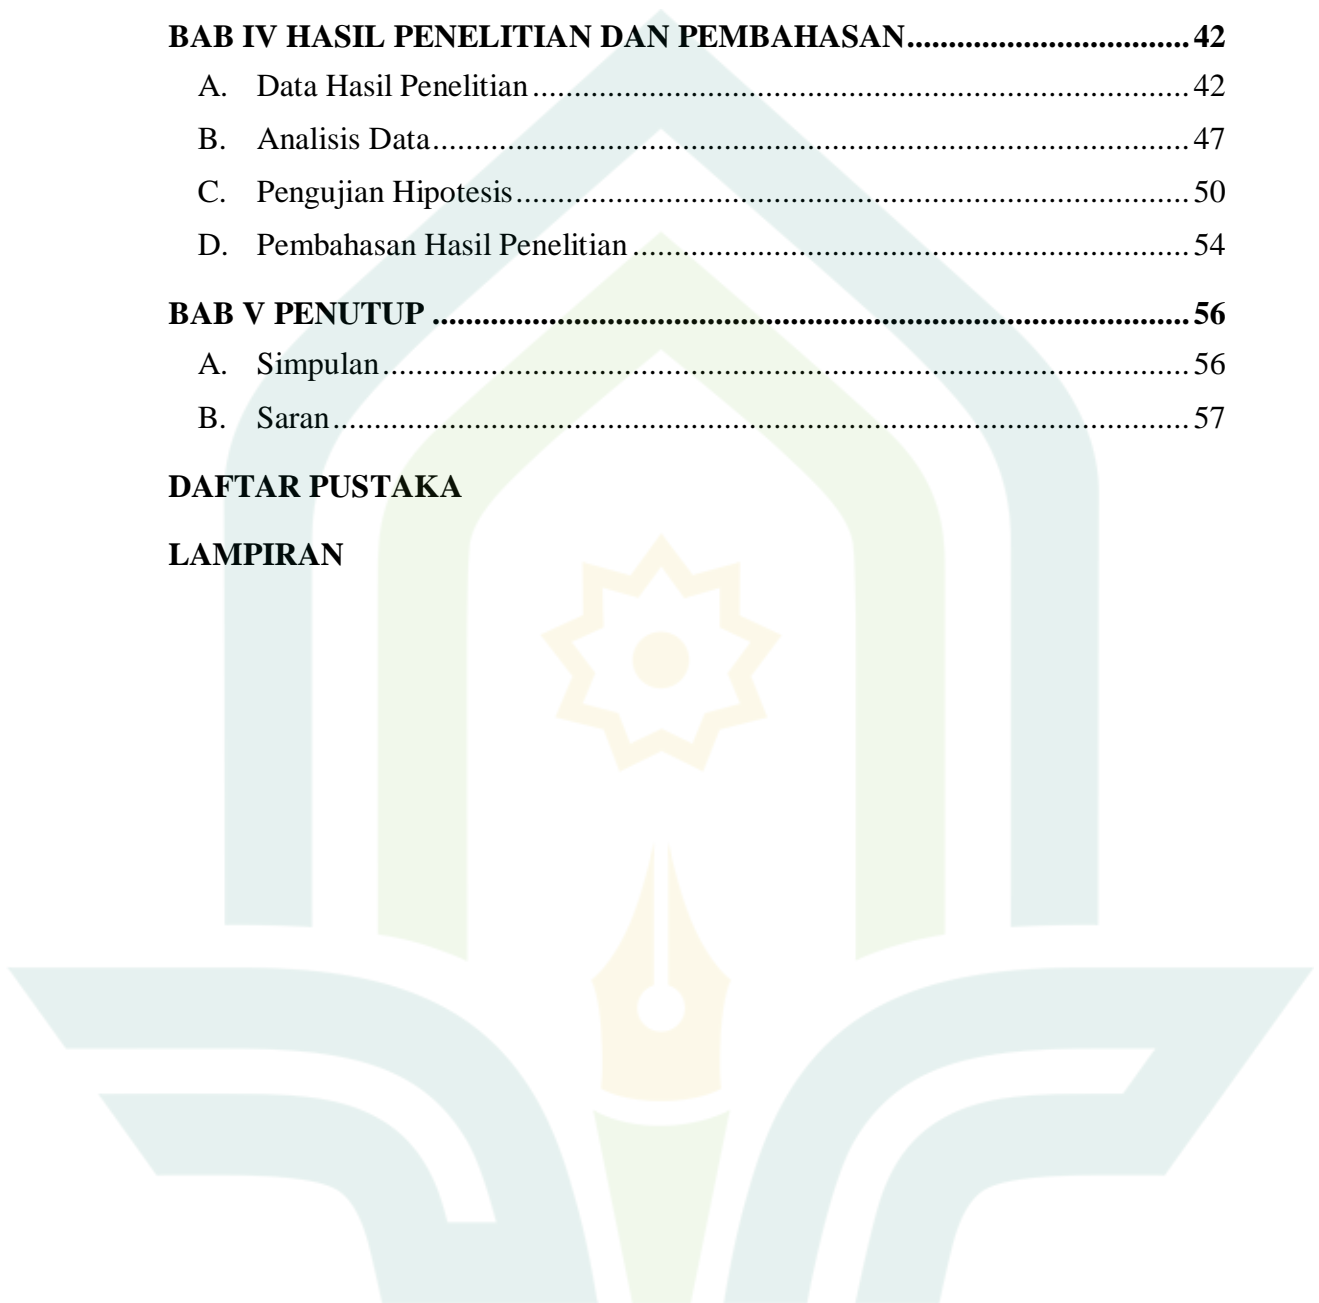 BAB IV HASIL PENELITIAN DAN PEMBAHASAN.................................. 42
A. Data Hasil Penelitian................................................................................ 42
B. Analisis Data............................................................................................ 47
C. Pengujian Hipotesis.................................................................................. 50
D. Pembahasan Hasil Penelitian.................................................................... 54
BAB V PENUTUP ........................................................................................... 56
A. Simpulan.................................................................................................. 56
B. Saran........................................................................................................ 57
DAFTAR PUSTAKA
LAMPIRAN